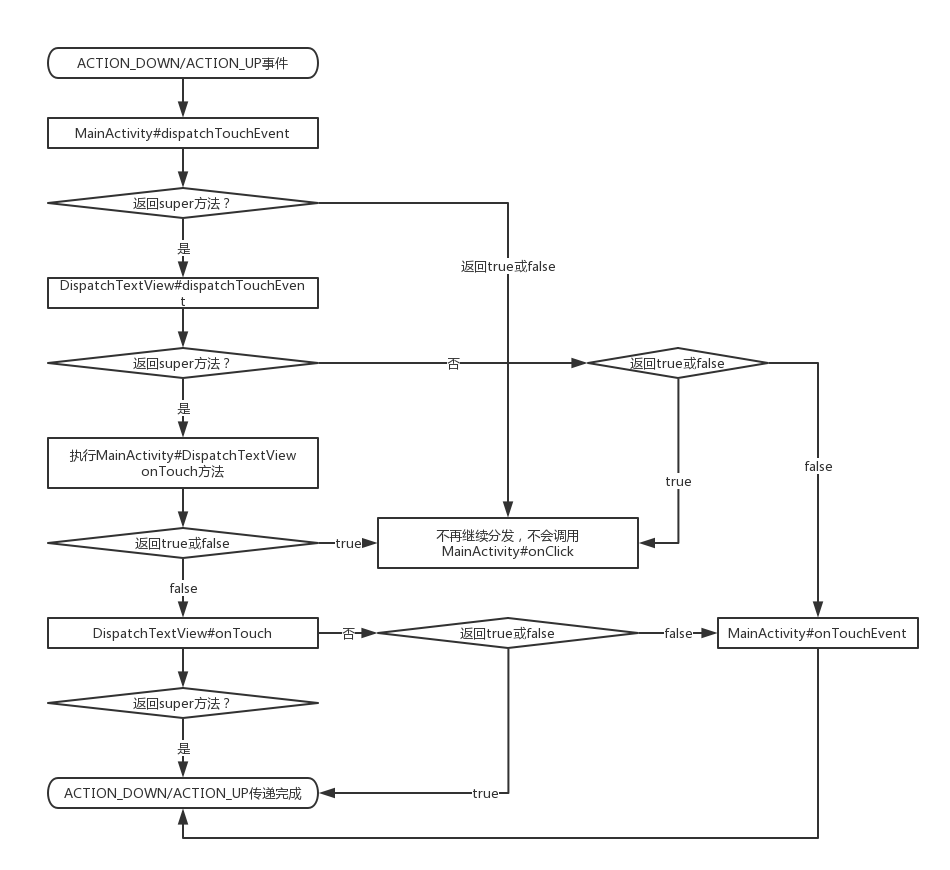 ACTION_DOWN/ACTION_UP事件
MainActivity#dispatchTouchEvent
返回super方法？
是
返回true或false
DispatchTextView#dispatchTouchEven
t
返回super方法？
否
返回true或false
是
执行MainActivity#DispatchTextView
onTouch方法
false
true
返回true或false
true
不再继续分发，不会调用
MainActivity#onClick
false
DispatchTextView#onTouch
否
返回true或false
false
MainActivity#onTouchEvent
返回super方法？
是
ACTION_DOWN/ACTION_UP传递完成
true